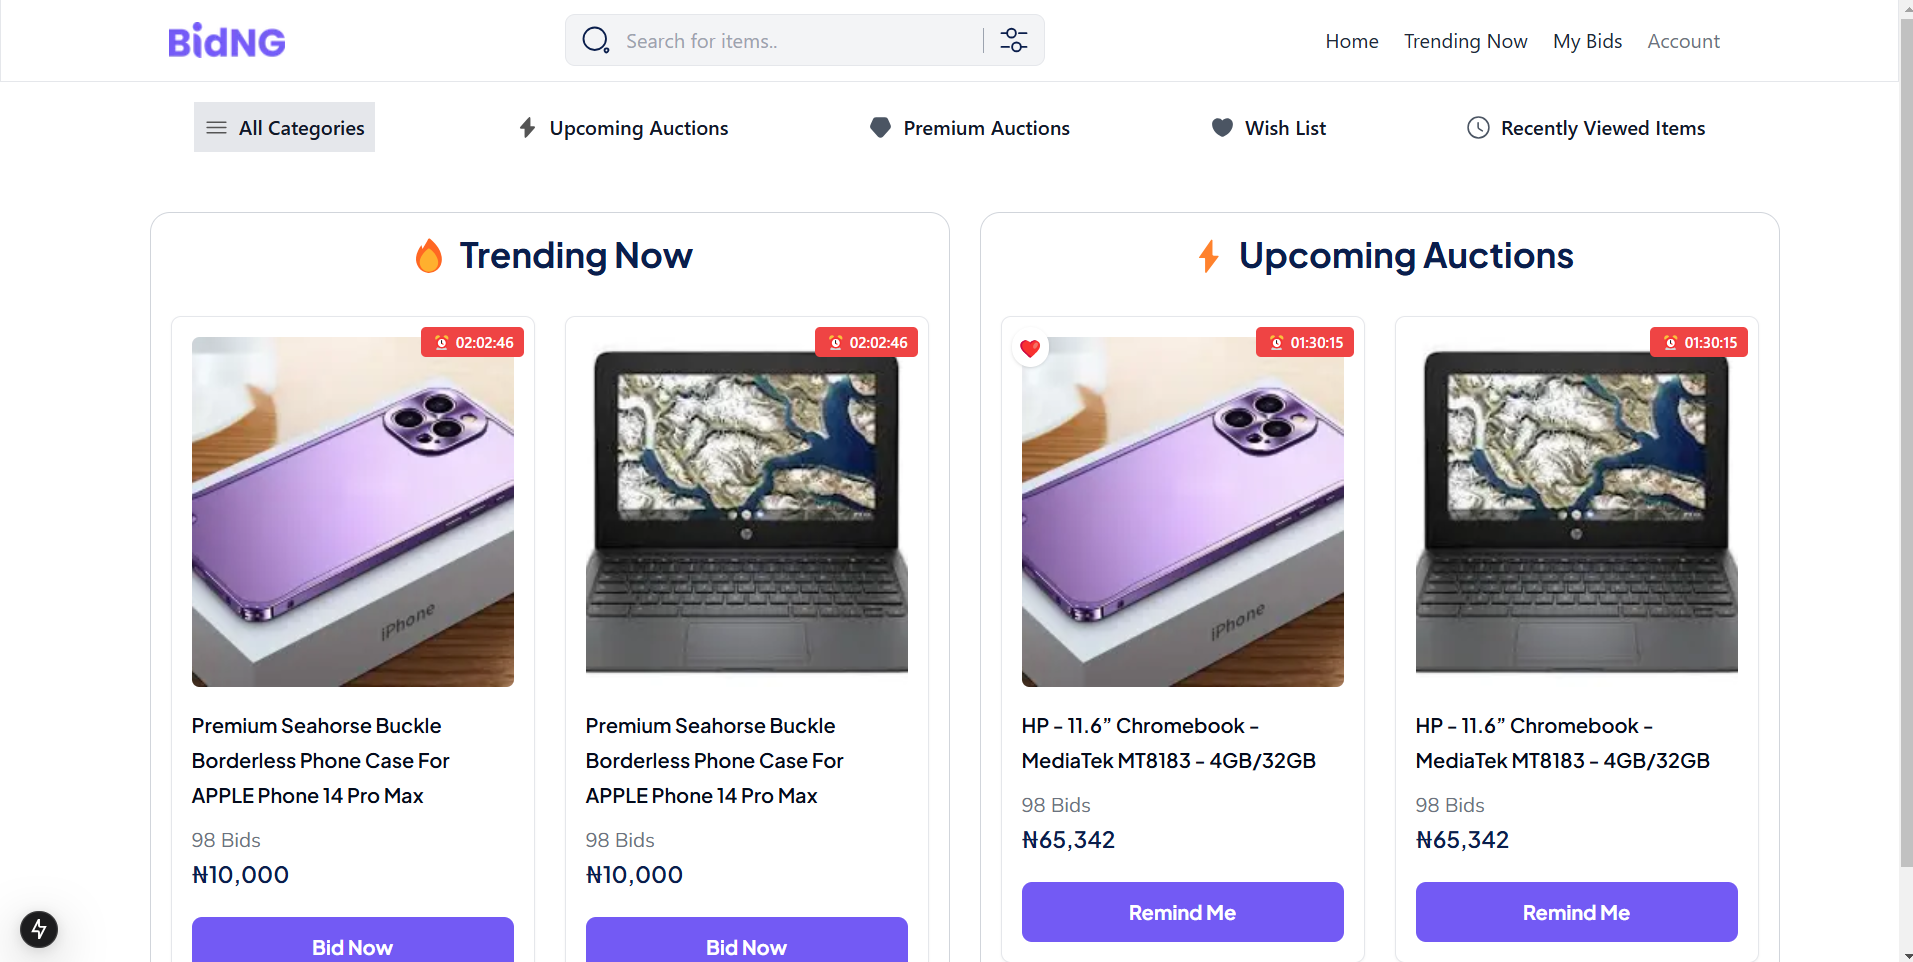 BidNG
Search for items..
Home
Trending Now
My Bids
Account
All Categories
Upcoming Auctions
Premium Auctions
Wish List
Recently Viewed Items
Trending Now
02:02:46
iPhone
Premium Seahorse Buckle
Borderless Phone Case For
APPLE Phone 14 Pro Max
98 Bids
₦10,000
Bid Now
02:02:46
hp
Premium Seahorse Buckle
Borderless Phone Case For
APPLE Phone 14 Pro Max
98 Bids
₦10,000
Bid Now
Upcoming Auctions
01:30:15
iPhone
HP - 11.6” Chromebook -
MediaTek MT8183 - 4GB/32GB
98 Bids
₦65,342
Remind Me
01:30:15
hp
HP - 11.6” Chromebook -
MediaTek MT8183 - 4GB/32GB
98 Bids
₦65,342
Remind Me